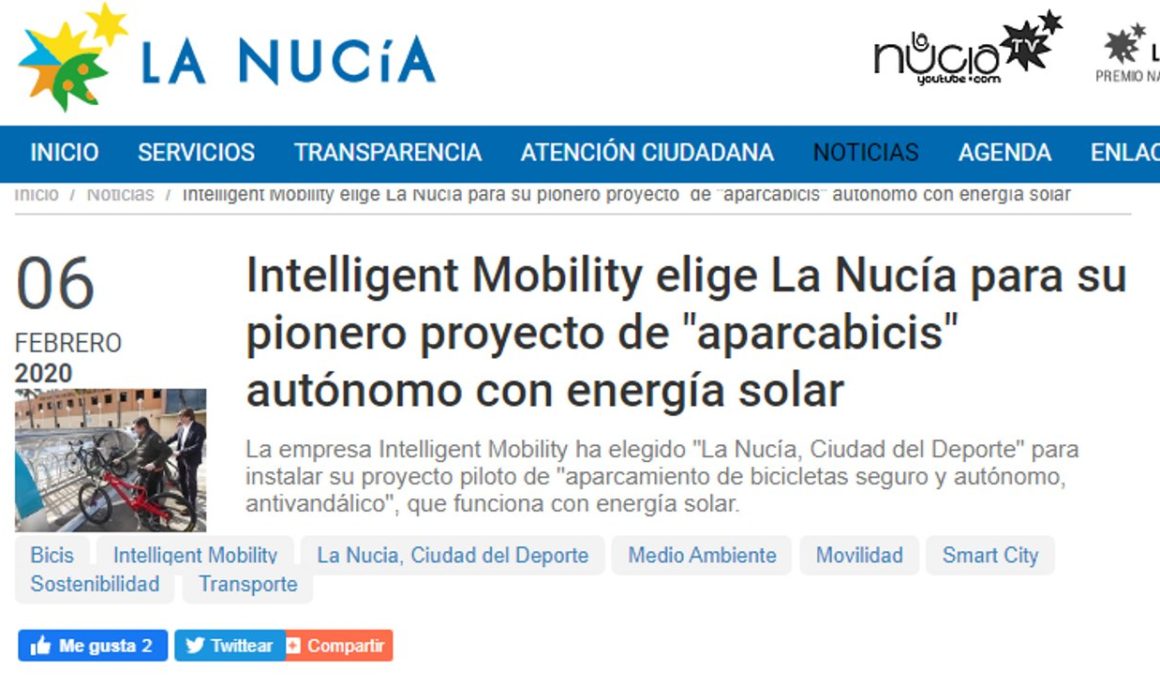 LA NUCíA
la nucia TV
youtube.com
PREMIO
INICIO SERVICIOS TRANSPARENCIA ATENCIÓN CIUDADANA NOTICIAS AGENDA
Inicio / Noticias / Intelligent Mobility elige La Nucía para su pionero proyecto de "aparcabicis" autónomo con energía solar
06
FEBRERO
2020
Intelligent Mobility elige La Nucía para su
pionero proyecto de "aparcabicis"
autónomo con energía solar
La empresa Intelligent Mobility ha elegido "La Nucía, Ciudad del Deporte" para
instalar su proyecto piloto de "aparcamiento de bicicletas seguro y autónomo,
antivandálico", que funciona con energía solar.
Bicis Intelligent Mobility La Nucia, Ciudad del Deporte Medio Ambiente Movilidad Smart City
Sostenibilidad Transporte
Me gusta 2 Twittear Compartir